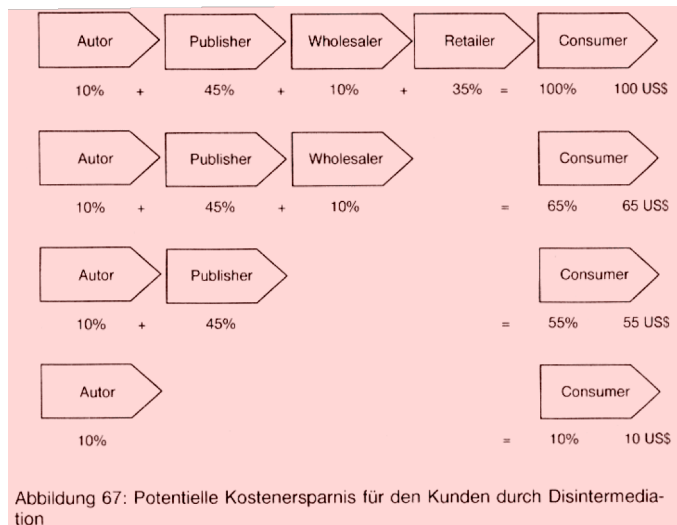 Autor Publisher Wholesaler Retailer Consumer
10% + 45% + 10% + 35% = 100% 100 US$
Autor Publisher Wholesaler Consumer
10% + 45% + 10% = 65% 65 US$
Autor Publisher Consumer
10% + 45% = 55% 55 US$
Autor Consumer
10% = 10% 10 US$
Abbildung 67: Potentielle Kostenersparnis für den Kunden durch Disintermedia-
tion